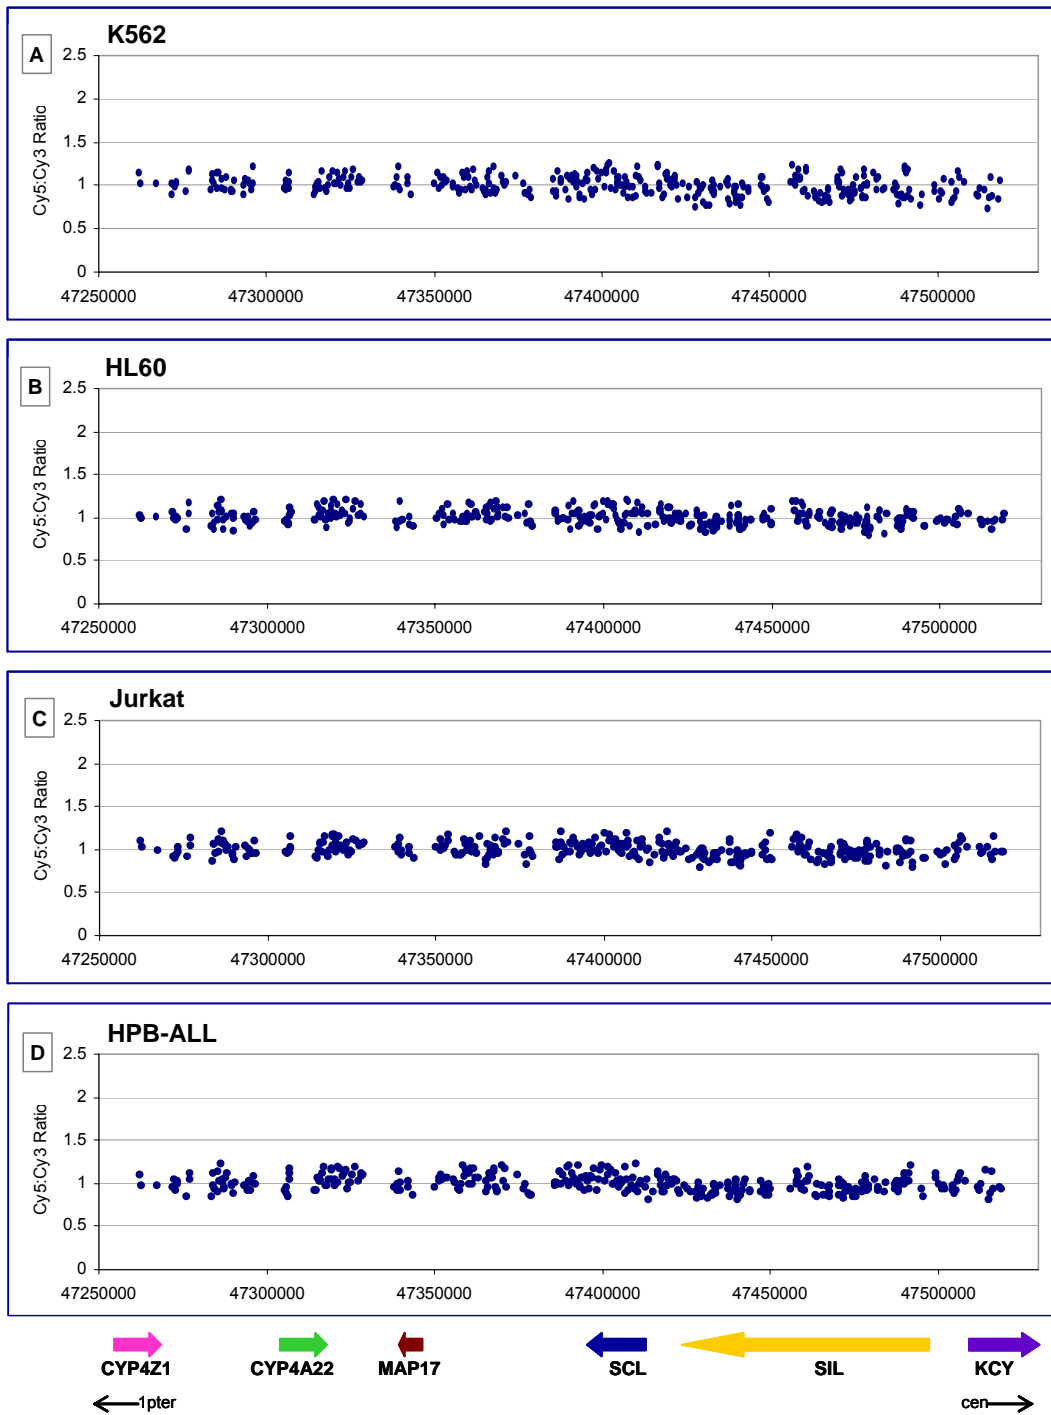 K562
A
2.5
2
1.5
1
0.5
0
Cy5:Cy3 Ratio
47250000 47300000 47350000 47400000 47450000 47500000
HL60
B
2.5
2
1.5
1
0.5
0
Cy5:Cy3 Ratio
47250000 47300000 47350000 47400000 47450000 47500000
Jurkat
C
2.5
2
1.5
1
0.5
0
Cy5:Cy3 Ratio
47250000 47300000 47350000 47400000 47450000 47500000
HPB-ALL
D
2.5
2
1.5
1
0.5
0
Cy5:Cy3 Ratio
47250000 47300000 47350000 47400000 47450000 47500000
CYP4Z1 CYP4A22 MAP17 SCL SIL KCY
1pter cen